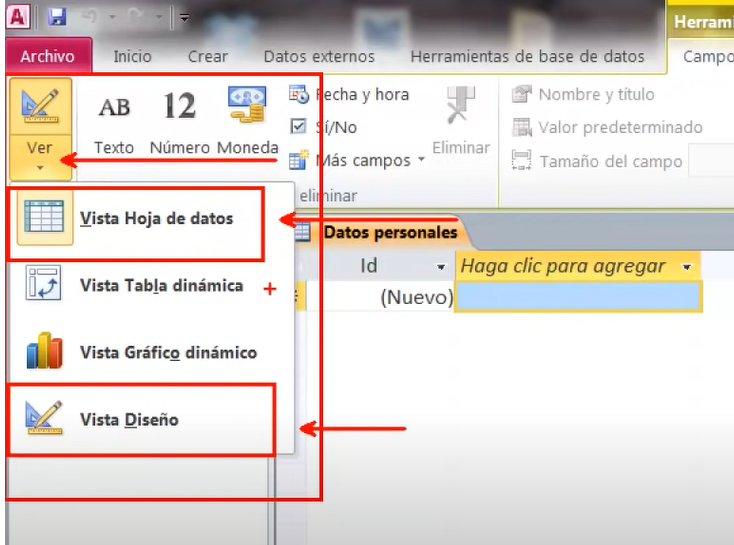 A
Herrami
Archivo Inicio Crear Datos externos Herramientas de base de datos Campo
Ver
AB
Texto
12
Número
Moneda
Fecha y hora
Sí/No
Más campos
Eliminar
Nombre y título
Valor predeterminado
Tamaño del campo
eliminar
Vista Hoja de datos
Vista Tabla dinámica
Vista Gráfico dinámico
Vista Diseño
Datos personales
Id Haga clic para agregar
(Nuevo)